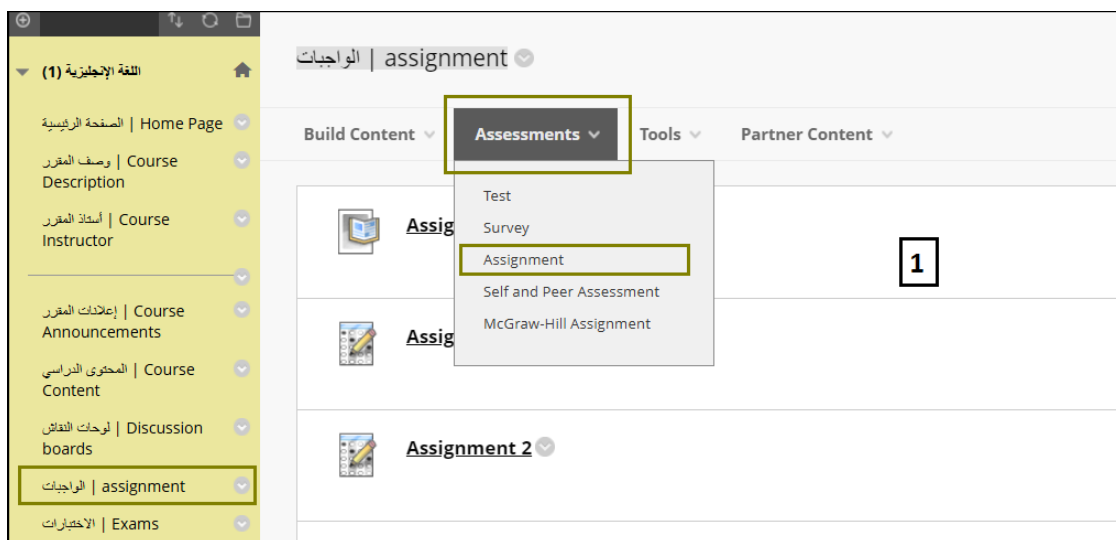 اللغة الإنجليزية (1)
الصفحة الرئيسية | Home Page
وصف المقرر | Course
Description
أستاذ المقرر | Course
Instructor
إعلانات المقرر | Course
Announcements
المحتوى الدراسي | Course
Content
لوحات النقاش | Discussion
boards
الواجبات | assignment
الاختبارات | Exams
الواجبات | assignment
Build Content
Assessments
Tools
Partner Content
Test
Survey
Assignment
Self and Peer Assessment
McGraw-Hill Assignment
Assig
1
Assig
Assignment 2